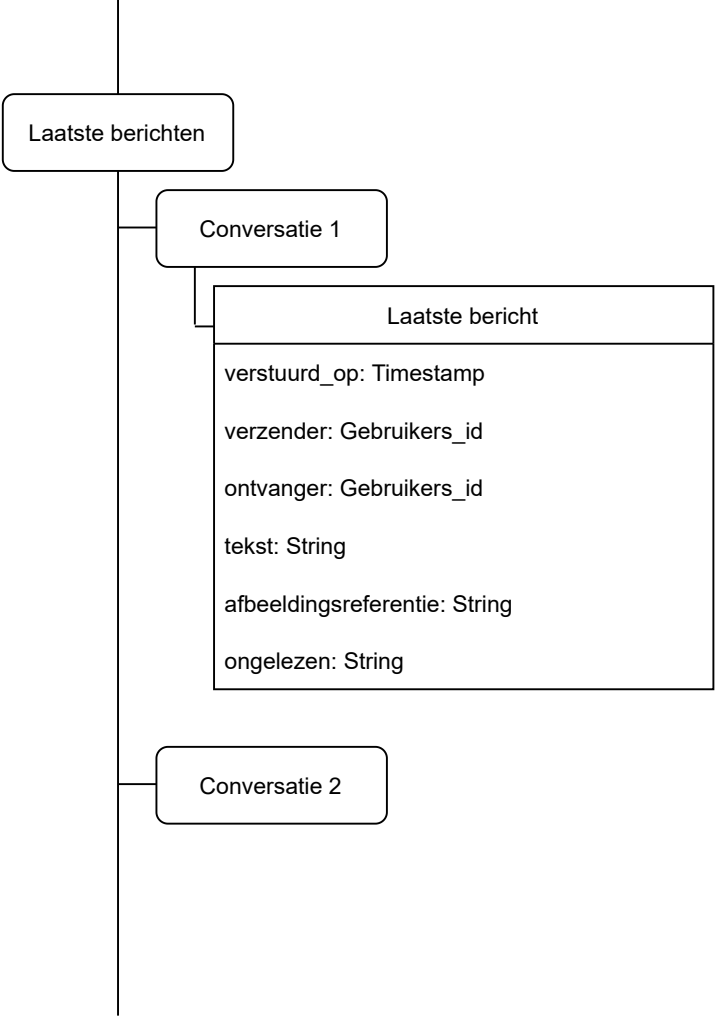 Laatste berichten
Conversatie 1
Laatste bericht
verstuurd_op: Timestamp
verzender: Gebruikers_id
ontvanger: Gebruikers_id
tekst: String
afbeeldingsreferentie: String
ongelezen: String
Conversatie 2